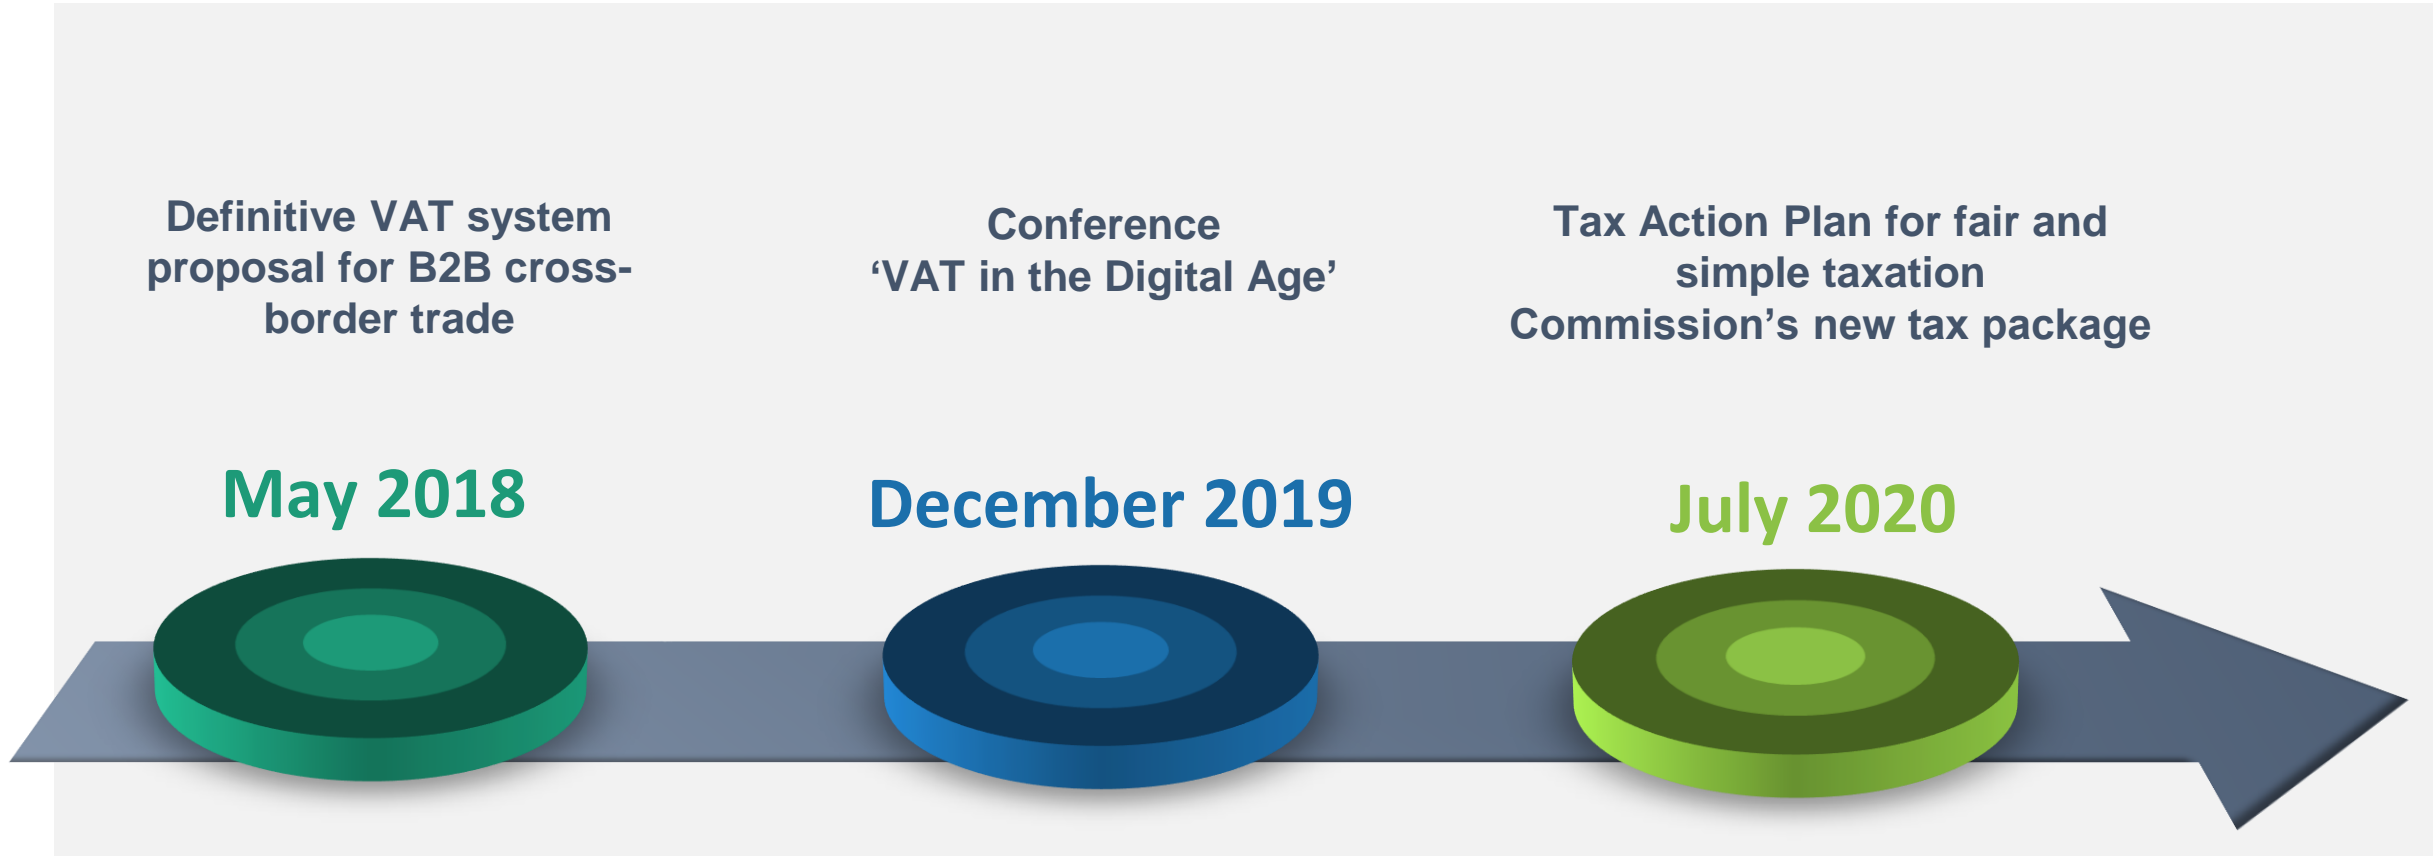 Definitive VAT system
proposal for B2B cross-
border trade
May 2018
Conference
‘VAT in the Digital Age’
December 2019
Tax Action Plan for fair and
simple taxation
Commission’s new tax package
July 2020